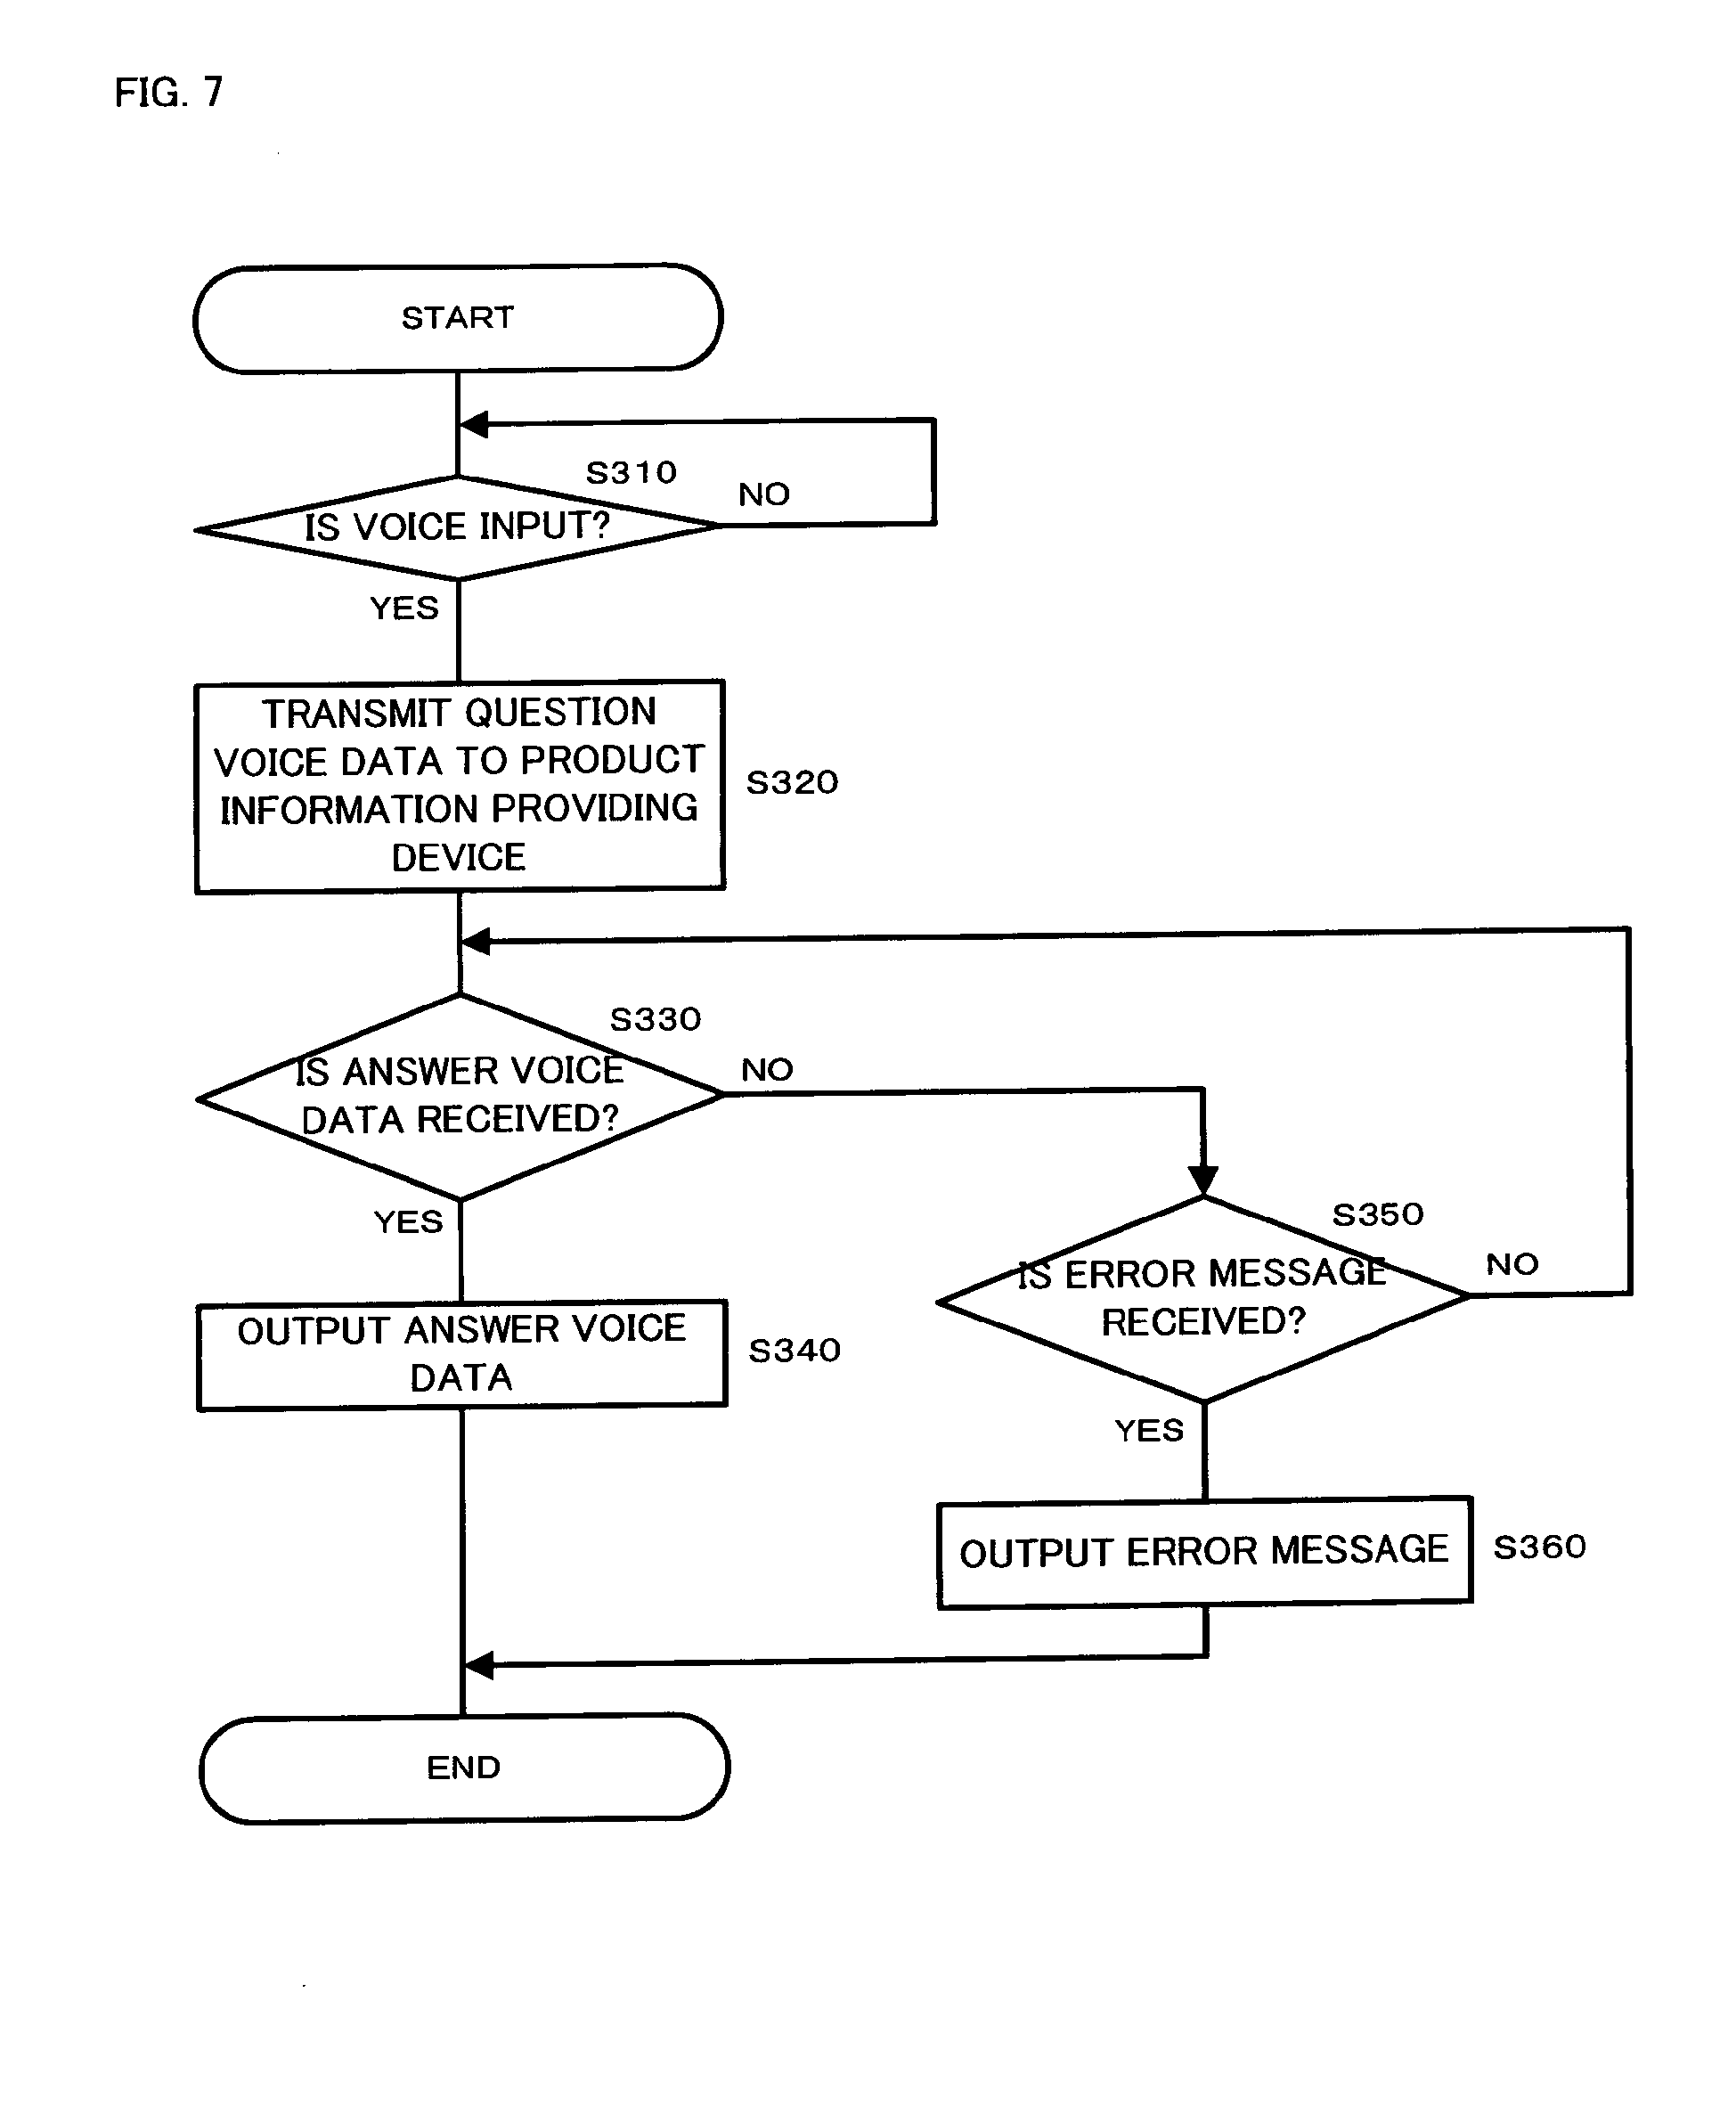 FIG. 7
START
S310
NO
IS VOICE INPUT?
YES
TRANSMIT QUESTION
VOICE DATA TO PRODUCT
INFORMATION PROVIDING
DEVICE
S320
S330
NO
IS ANSWER VOICE
DATA RECEIVED?
YES
S350
NO
IS ERROR MESSAGE
RECEIVED?
YES
OUTPUT ANSWER VOICE
DATA
S340
OUTPUT ERROR MESSAGE
S360
END